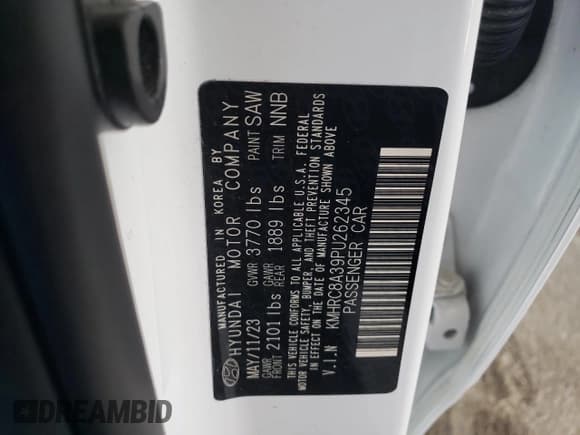 MANUFACTURED IN KOREA BY
HYUNDAI MOTOR COMPANY
MAY/11/23 GVWR 3770 lbs PAINT SAW
GAWR FRONT 2101 lbs GAWR REAR 1889 lbs TRIM NNB
THIS VEHICLE CONFORMS TO ALL APPLICABLE U.S.A. FEDERAL
MOTOR VEHICLE SAFETY, BUMPER, AND THEFT PREVENTION STANDARDS
IN EFFECT ON THE DATE OF MANUFACTURE SHOWN ABOVE
V.I.N KMHRC8A39PU262345
PASSENGER CAR
DREAMBID